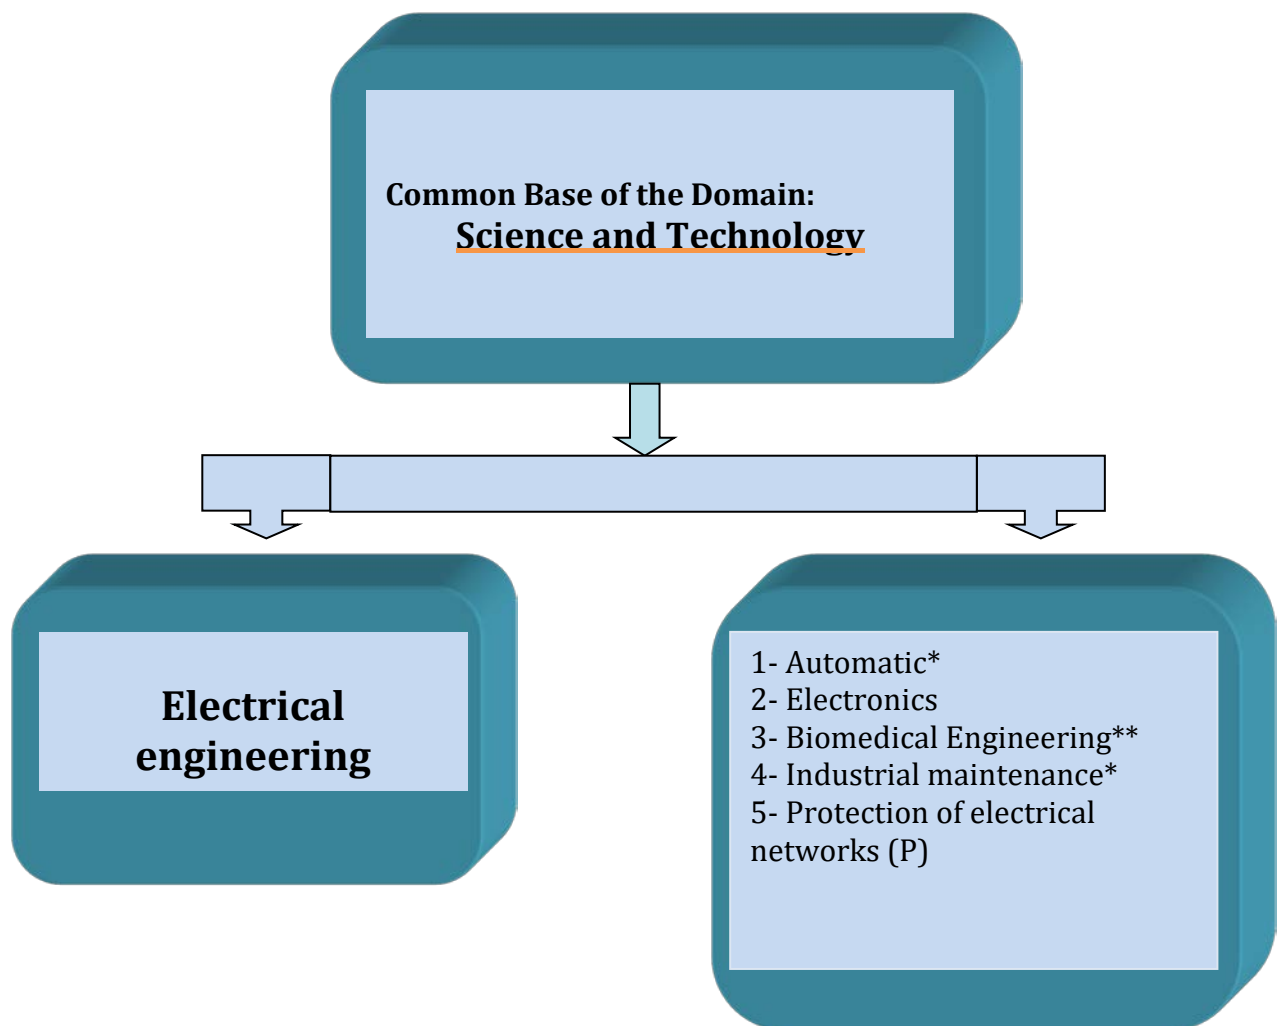 Common Base of the Domain:
Science and Technology
Electrical
engineering
1- Automatic*
2- Electronics
3- Biomedical Engineering**
4- Industrial maintenance*
5- Protection of electrical
networks (P)